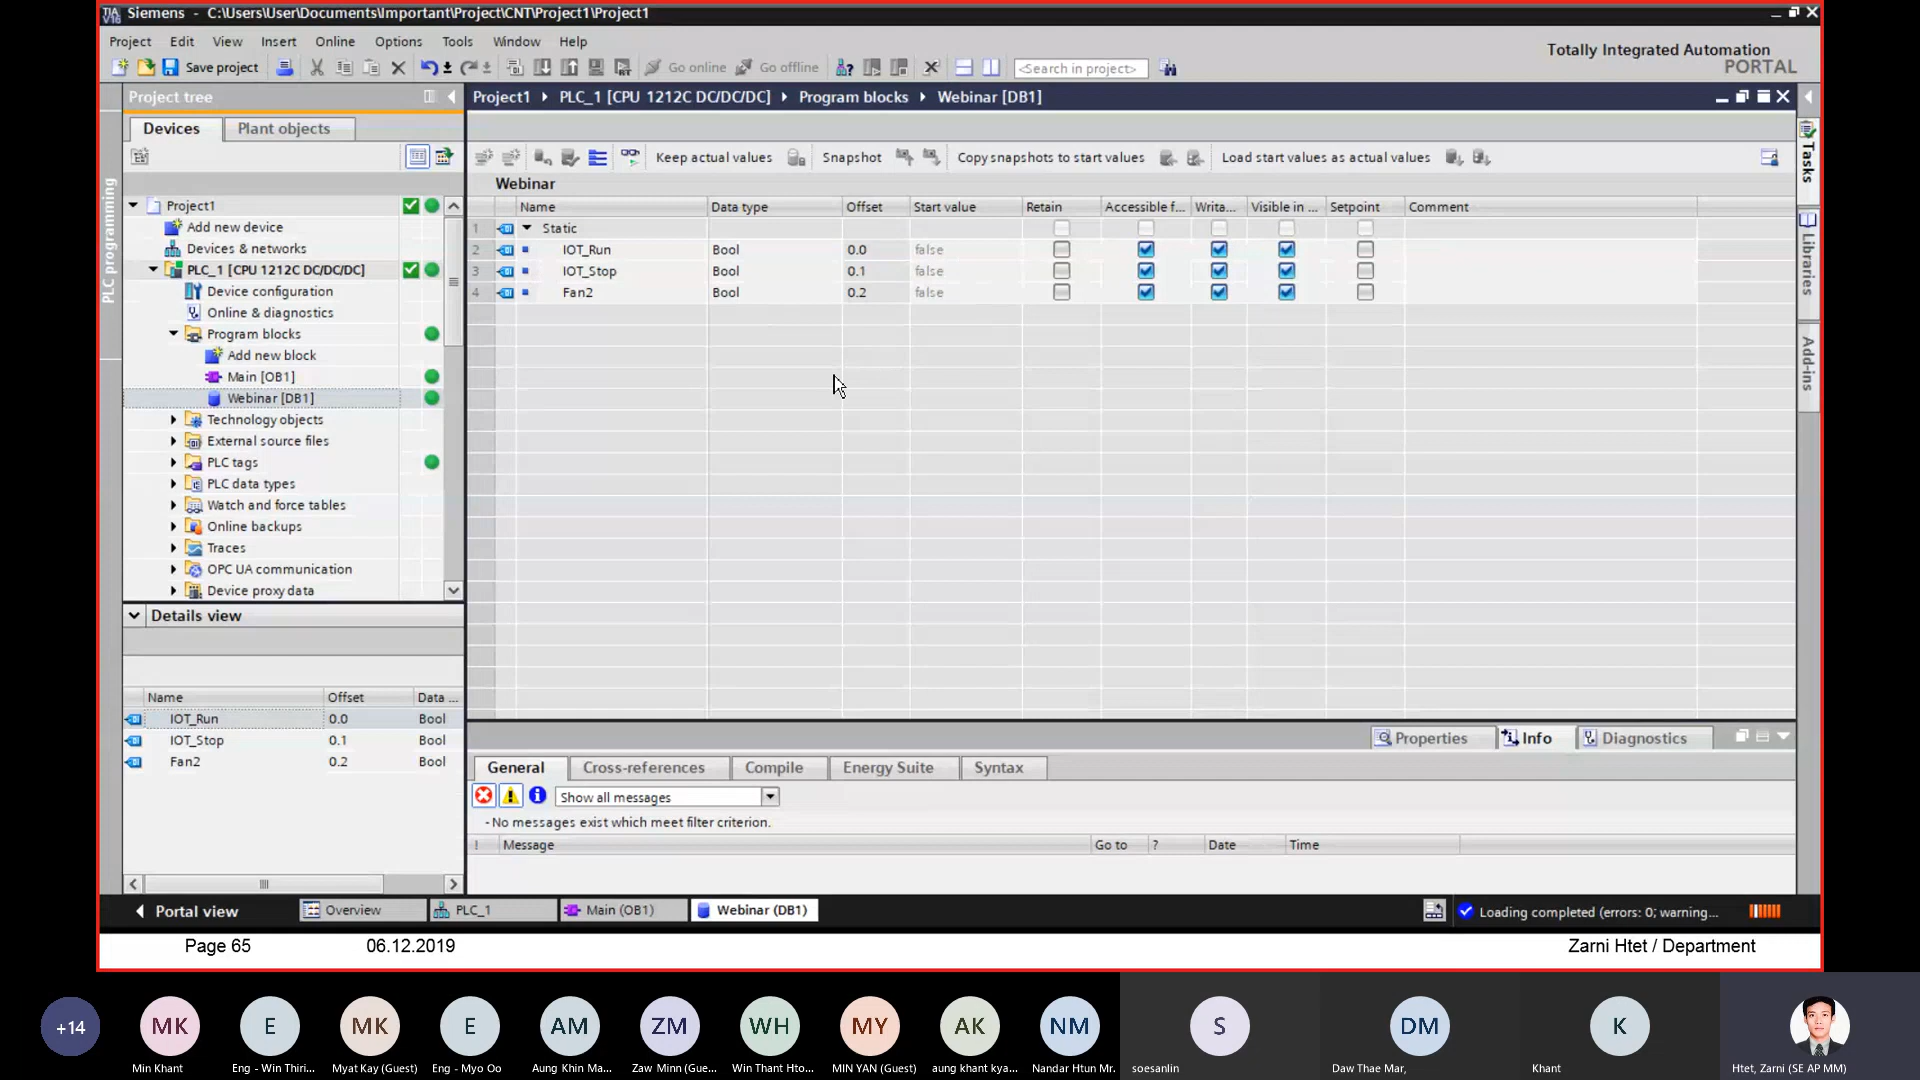 Siemens - C:\Users\User\Documents\Important\Project\CNT\Project1\Project1
Project Edit View Insert Online Options Tools Window Help
Totally Integrated Automation
PORTAL
Save project
Go online
Go offline
<Search in project>
Project tree
Project1 PLC_1 [CPU 1212C DC/DC/DC] Program blocks Webinar [DB1]
Devices
Plant objects
PLC programming
Keep actual values
Snapshot
Copy snapshots to start values
Load start values as actual values
Webinar
Name Data type Offset Start value Retain Accessible f... Writa... Visible in ... Setpoint Comment
1 Static
2 IOT_Run Bool 0.0 false
3 IOT_Stop Bool 0.1 false
4 Fan2 Bool 0.2 false
Project1
Add new device
Devices & networks
PLC_1 [CPU 1212C DC/DC/DC]
Device configuration
Online & diagnostics
Program blocks
Add new block
Main [OB1]
Webinar [DB1]
Technology objects
External source files
PLC tags
PLC data types
Watch and force tables
Online backups
Traces
OPC UA communication
Device proxy data
Details view
Name Offset Data ...
IOT_Run 0.0 Bool
IOT_Stop 0.1 Bool
Fan2 0.2 Bool
Tasks
Libraries
Add-ins
Properties
Info
Diagnostics
General Cross-references Compile Energy Suite Syntax
Show all messages
- No messages exist which meet filter criterion.
! Message Go to ? Date Time
Portal view
Overview
PLC_1
Main (OB1)
Webinar (DB1)
Loading completed (errors: 0; warning...
Page 65 06.12.2019 Zarni Htet / Department
+14
MK
E
MK
E
AM
ZM
WH
MY
AK
NM
S
DM
K
Min Khant
Eng - Win Thiri...
Myat Kay (Guest)
Eng - Myo Oo
Aung Khin Ma...
Zaw Minn (Gue...
Win Thant Hto...
MIN YAN (Guest)
aung khant kya...
Nandar Htun Mr.
soesanlin
Daw Thae Mar,
Khant
Htet, Zarni (SE AP MM)